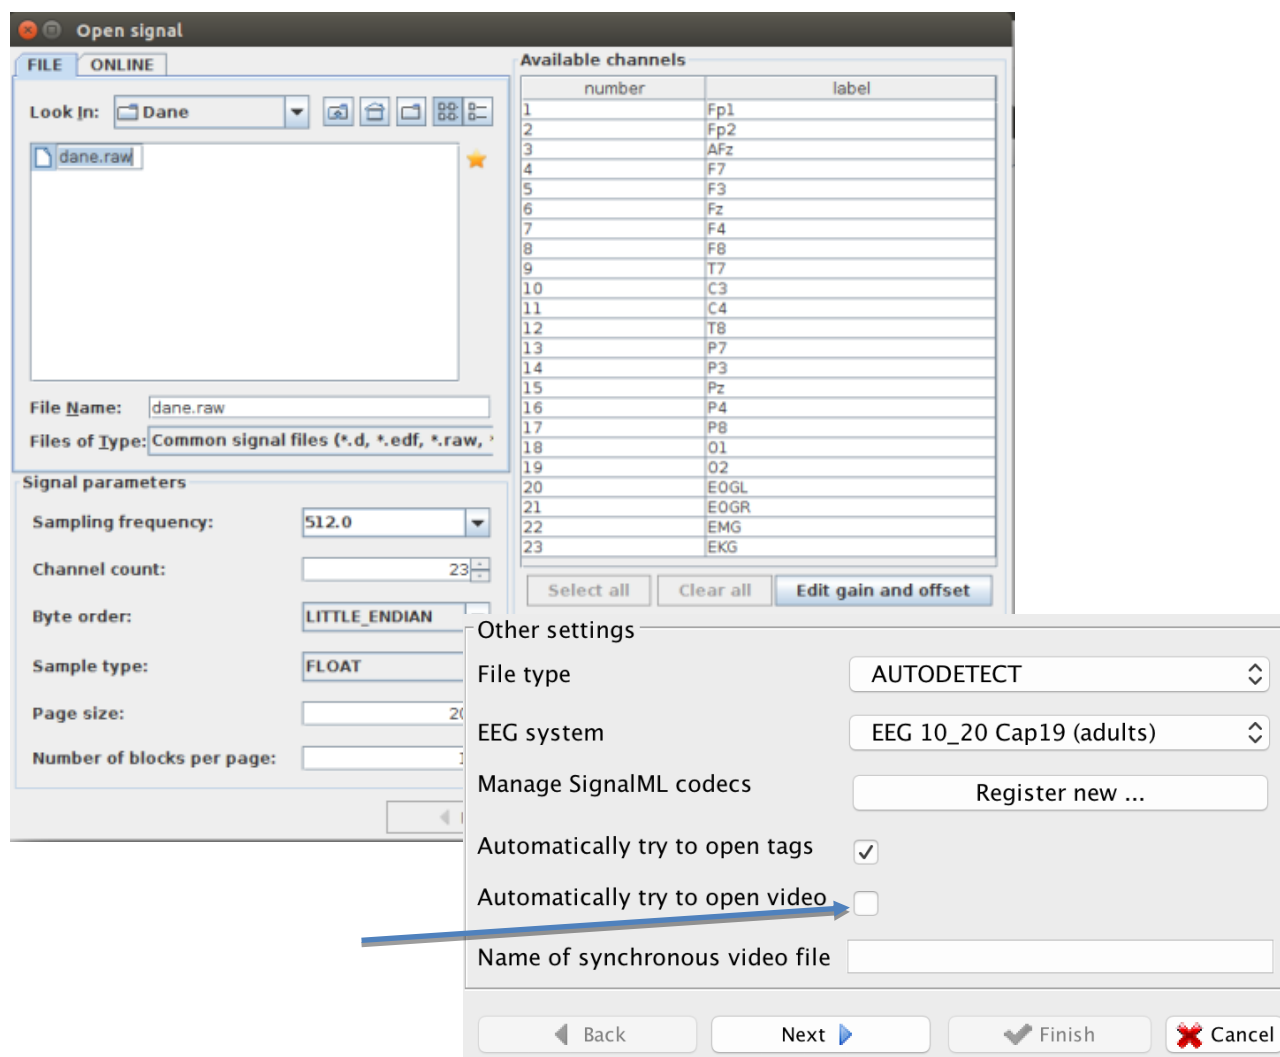 Open signal
FILE ONLINE
Look In: Dane
dane.raw
File Name: dane.raw
Files of Type: Common signal files (*.d, *.edf, *.raw, *
Signal parameters
Sampling frequency: 512.0
Channel count: 23
Byte order: LITTLE_ENDIAN
Sample type: FLOAT
Page size: 20
Number of blocks per page:
Available channels
number label
1 Fp1
2 Fp2
3 AFz
4 F7
5 F3
6 Fz
7 F4
8 F8
9 T7
10 C3
11 C4
12 T8
13 P7
14 P3
15 Pz
16 P4
17 P8
18 O1
19 O2
20 EOGL
21 EOGR
22 EMG
23 EKG
Select all Clear all Edit gain and offset
Other settings
File type AUTODETECT
EEG system EEG 10_20 Cap19 (adults)
Manage SignalML codecs Register new ...
Automatically try to open tags
Automatically try to open video
Name of synchronous video file
Back Next Finish Cancel